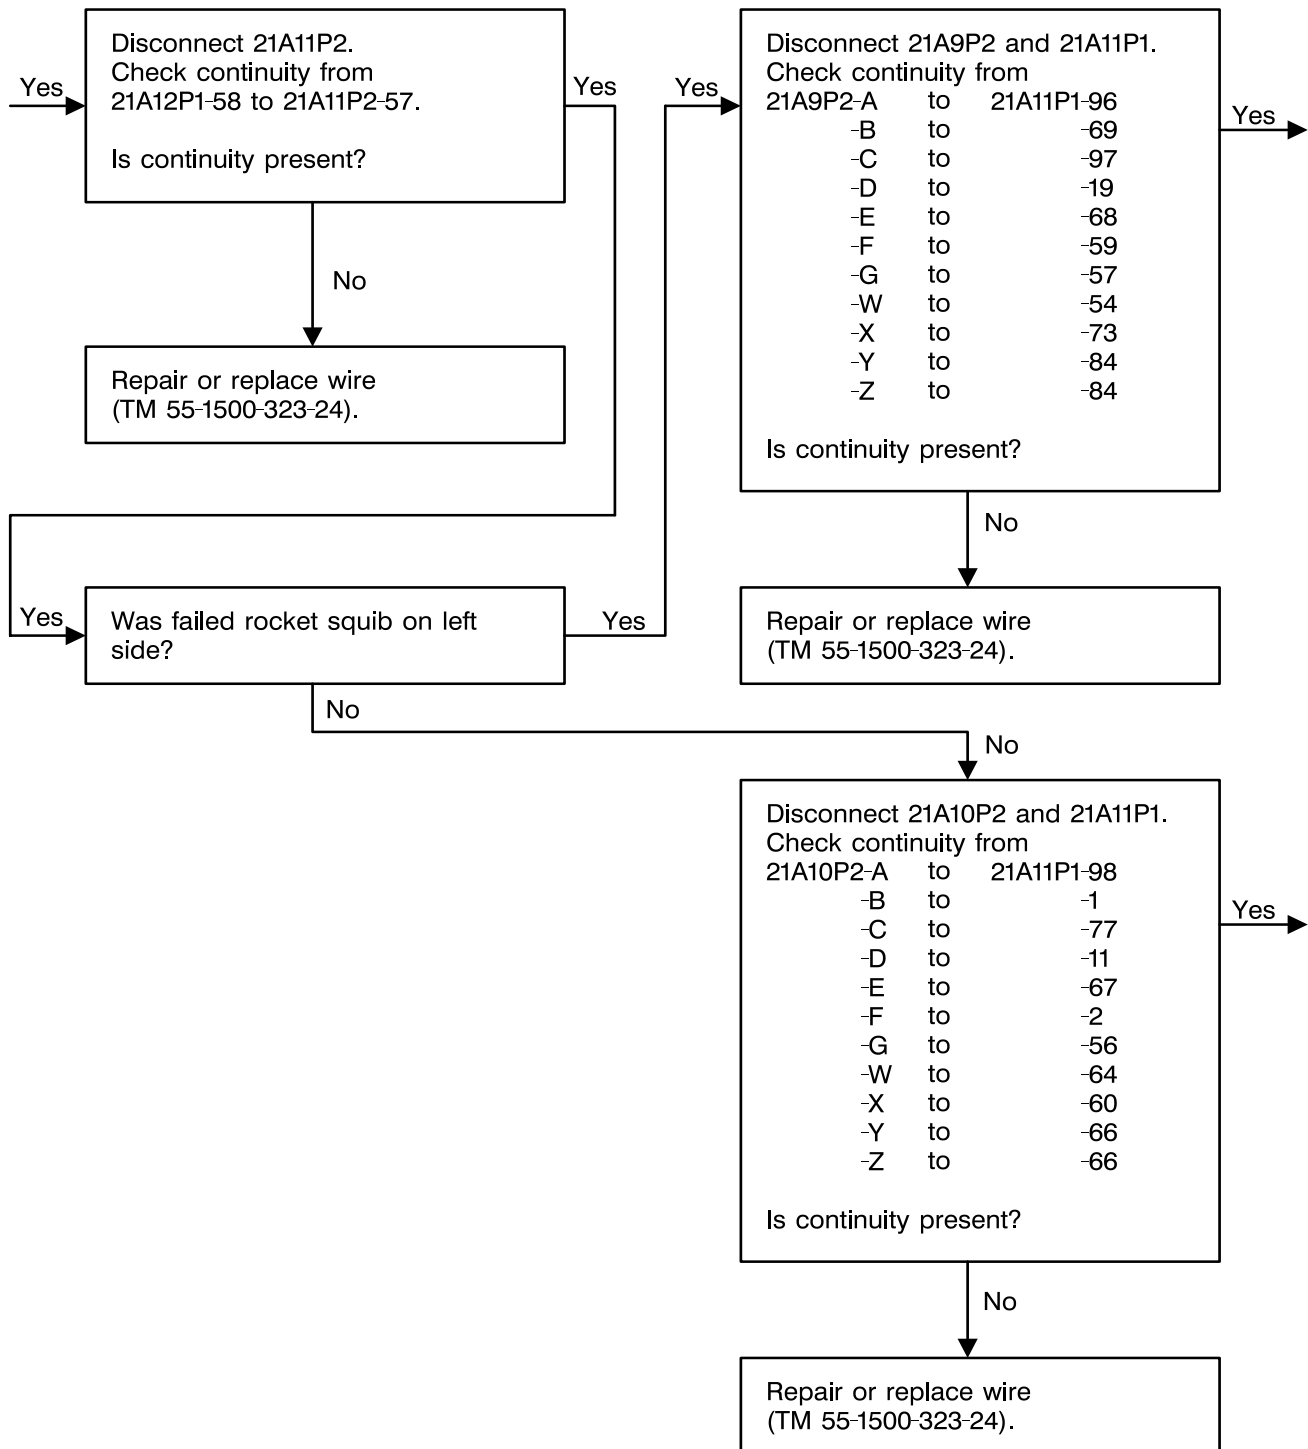 Disconnect 21A11P2.
Check continuity from
21A12P1-58 to 21A11P2-57.
Is continuity present?
Yes
Yes
No
Repair or replace wire
(TM 55-1500-323-24).
Yes
Was failed rocket squib on left
side?
Yes
No
Yes
Disconnect 21A9P2 and 21A11P1.
Check continuity from
21A9P2-A to 21A11P1-96
-B to -69
-C to -97
-D to -19
-E to -68
-F to -59
-G to -57
-W to -54
-X to -73
-Y to -84
-Z to -84
Is continuity present?
Yes
No
Repair or replace wire
(TM 55-1500-323-24).
No
Disconnect 21A10P2 and 21A11P1.
Check continuity from
21A10P2-A to 21A11P1-98
-B to -1
-C to -77
-D to -11
-E to -67
-F to -2
-G to -56
-W to -64
-X to -60
-Y to -66
-Z to -66
Is continuity present?
Yes
No
Repair or replace wire
(TM 55-1500-323-24).